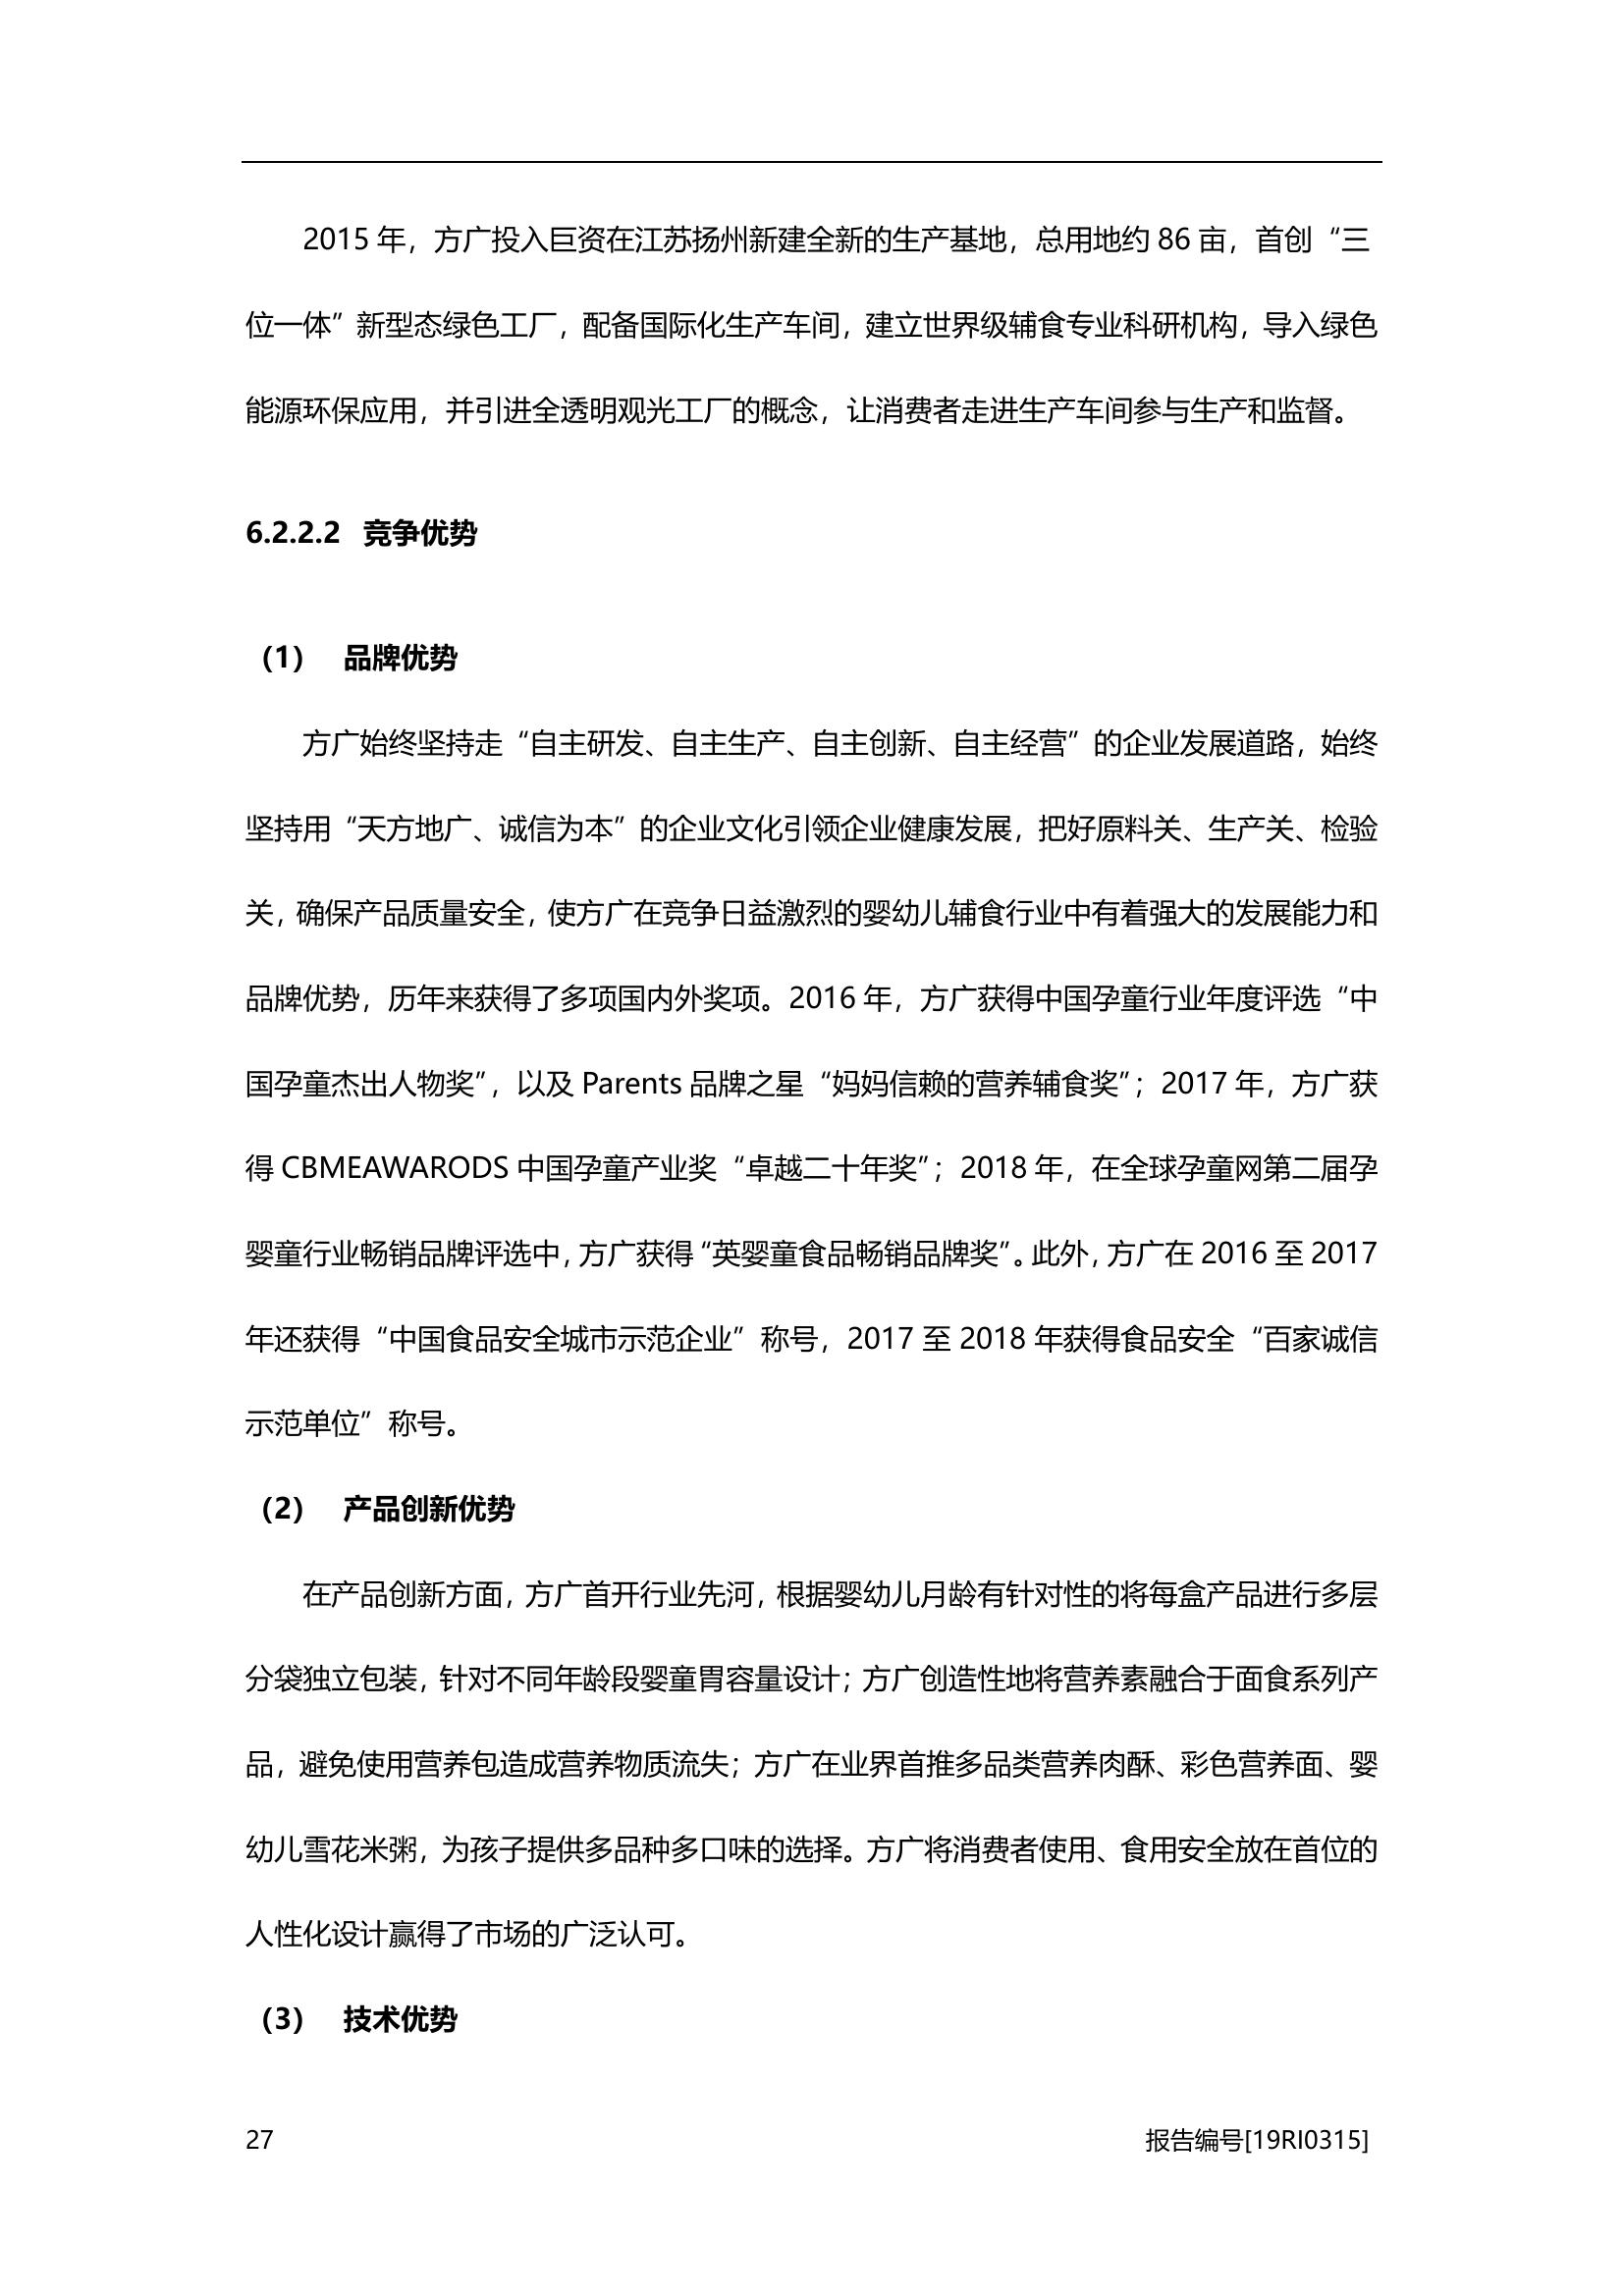 2015 年，方广投入巨资在江苏扬州新建全新的生产基地，总用地约 86 亩，首创“三
位一体”新型态绿色工厂，配备国际化生产车间，建立世界级辅食专业科研机构，导入绿色
能源环保应用，并引进全透明观光工厂的概念，让消费者走进生产车间参与生产和监督。
6.2.2.2 竞争优势
（1） 品牌优势
方广始终坚持走“自主研发、自主生产、自主创新、自主经营”的企业发展道路，始终
坚持用“天方地广、诚信为本”的企业文化引领企业健康发展，把好原料关、生产关、检验
关，确保产品质量安全，使方广在竞争日益激烈的婴幼儿辅食行业中有着强大的发展能力和
品牌优势，历年来获得了多项国内外奖项。2016 年，方广获得中国孕童行业年度评选“中
国孕童杰出人物奖”，以及 Parents 品牌之星“妈妈信赖的营养辅食奖”；2017 年，方广获
得 CBMEAWARODS 中国孕童产业奖“卓越二十年奖”；2018 年，在全球孕童网第二届孕
婴童行业畅销品牌评选中，方广获得“英婴童食品畅销品牌奖”。此外，方广在 2016 至 2017
年还获得“中国食品安全城市示范企业”称号，2017 至 2018 年获得食品安全“百家诚信
示范单位”称号。
（2） 产品创新优势
在产品创新方面，方广首开行业先河，根据婴幼儿月龄有针对性的将每盒产品进行多层
分袋独立包装，针对不同年龄段婴童胃容量设计；方广创造性地将营养素融合于面食系列产
品，避免使用营养包造成营养物质流失；方广在业界首推多品类营养肉酥、彩色营养面、婴
幼儿雪花米粥，为孩子提供多品种多口味的选择。方广将消费者使用、食用安全放在首位的
人性化设计赢得了市场的广泛认可。
（3） 技术优势
27 报告编号[19RI0315]